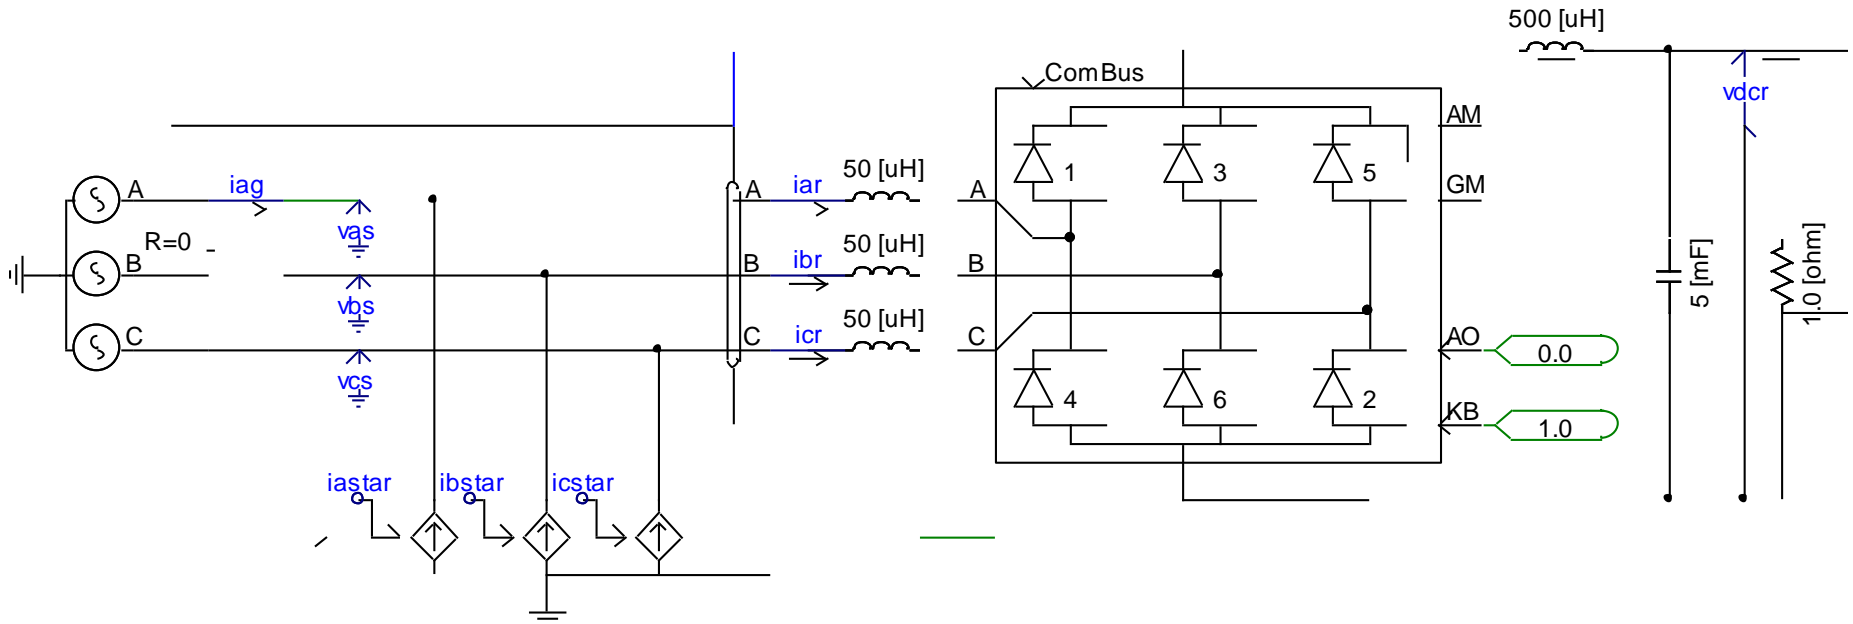 500 [uH]
ComBus
vdcr
AM
A
iag
A
iar
50 [uH]
A
1
3
5
GM
vas
R=0
B
B
ibr
50 [uH]
B
vbs
5 [mF]
1.0 [ohm]
C
C
icr
50 [uH]
C
AO
0.0
vcs
4
6
2
KB
1.0
iastar
ibstar
icstar